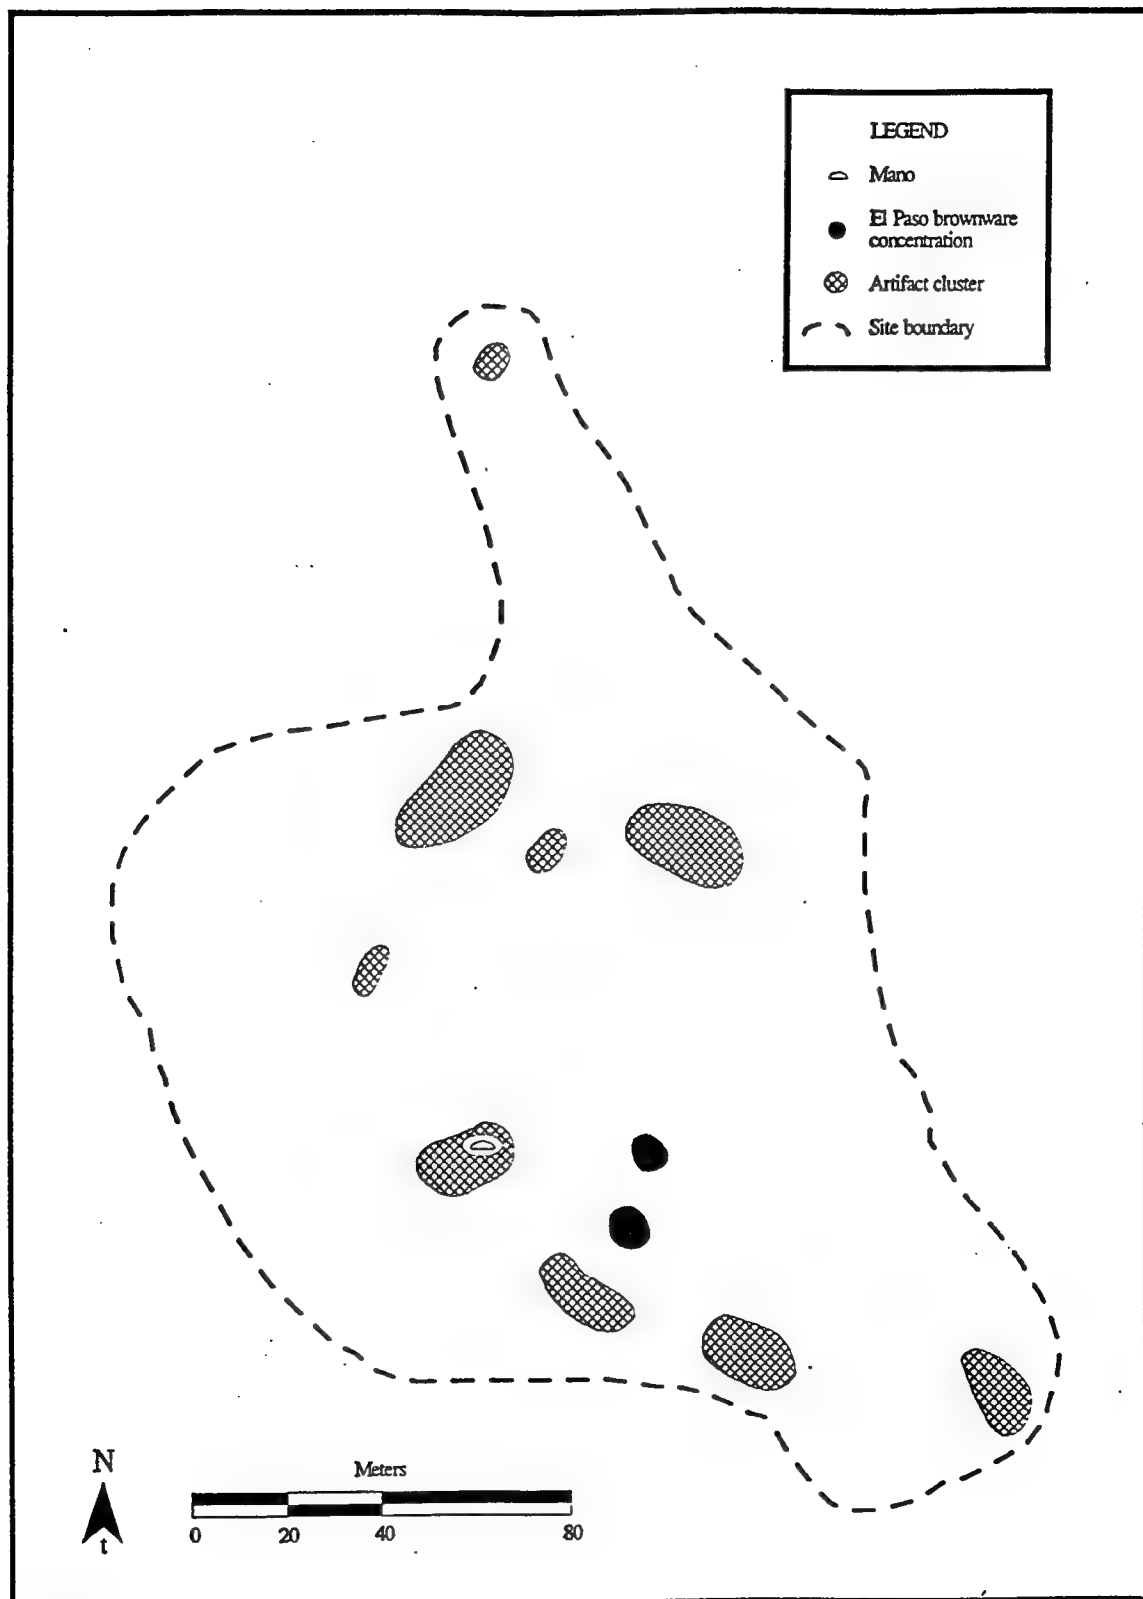 LEGEND
Mano
El Paso brownware
concentration
Artifact cluster
Site boundary
N
t
Meters
0 20 40 80